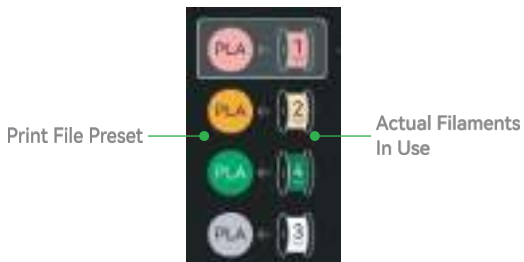 PLA 1
PLA 2
Print File Preset
Actual Filaments
In Use
PLA 4
PLA 3